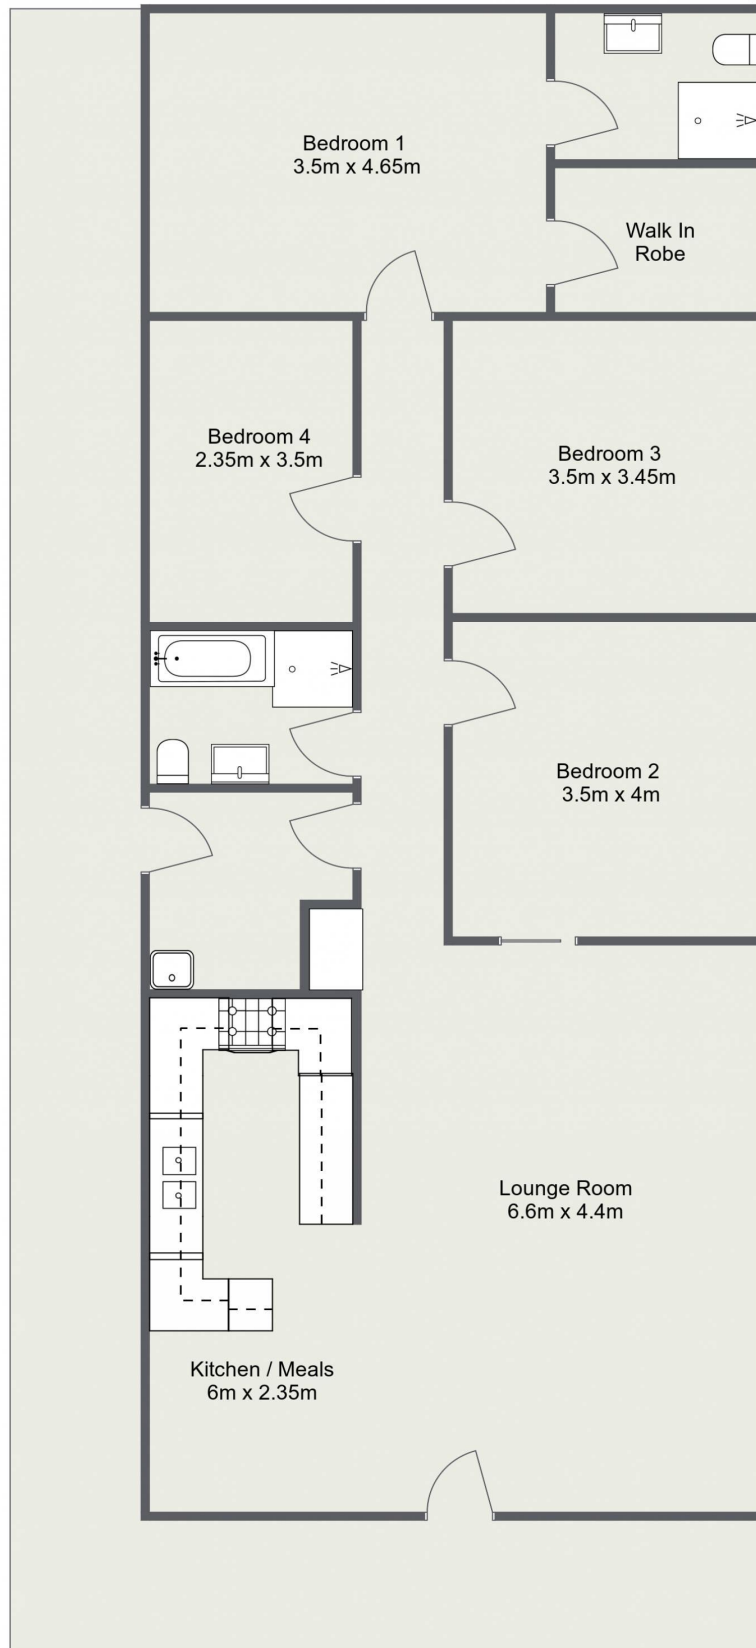 Bedroom 1
3.5m x 4.65m
Walk In
Robe
Bedroom 4
2.35m x 3.5m
Bedroom 3
3.5m x 3.45m
Bedroom 2
3.5m x 4m
Lounge Room
6.6m x 4.4m
Kitchen / Meals
6m x 2.35m